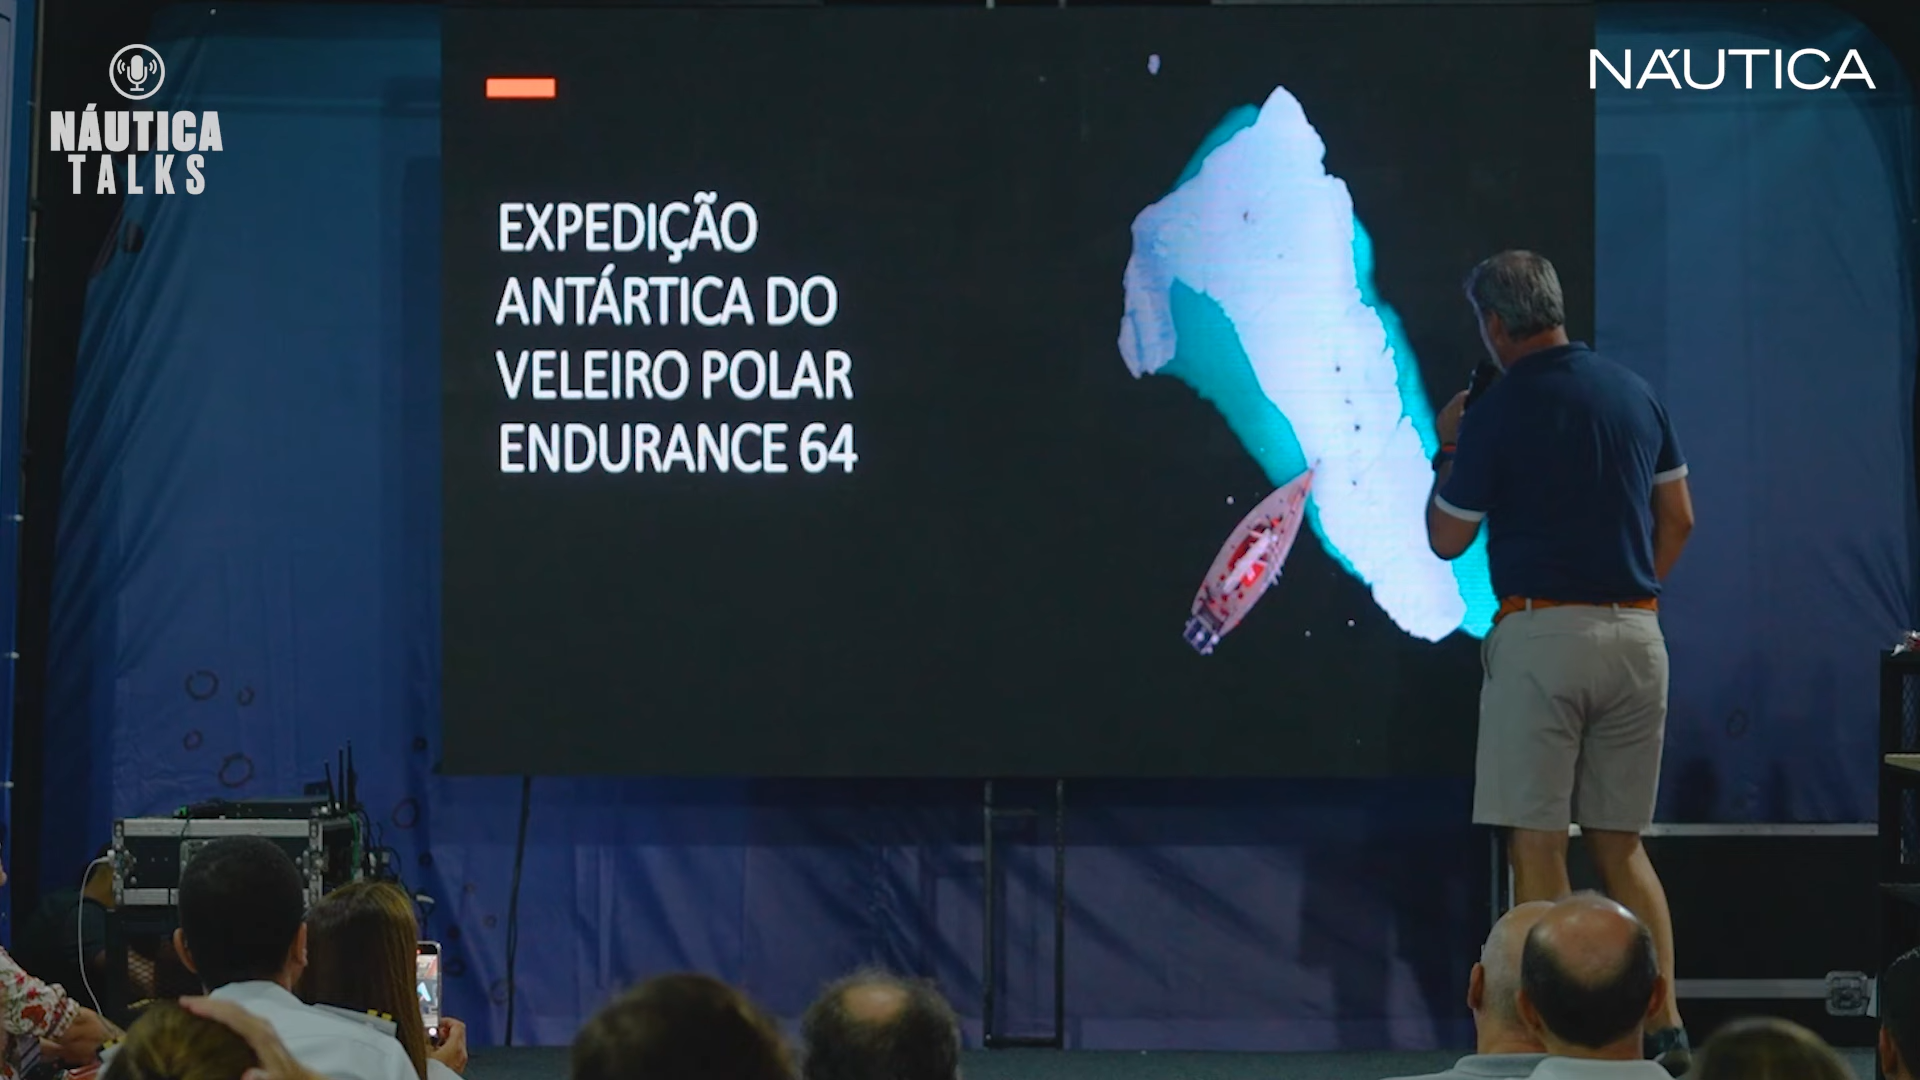 NÁUTICA
TALKS
NÁUTICA
EXPEDIÇÃO
ANTÁRTICA DO
VELEIRO POLAR
ENDURANCE 64